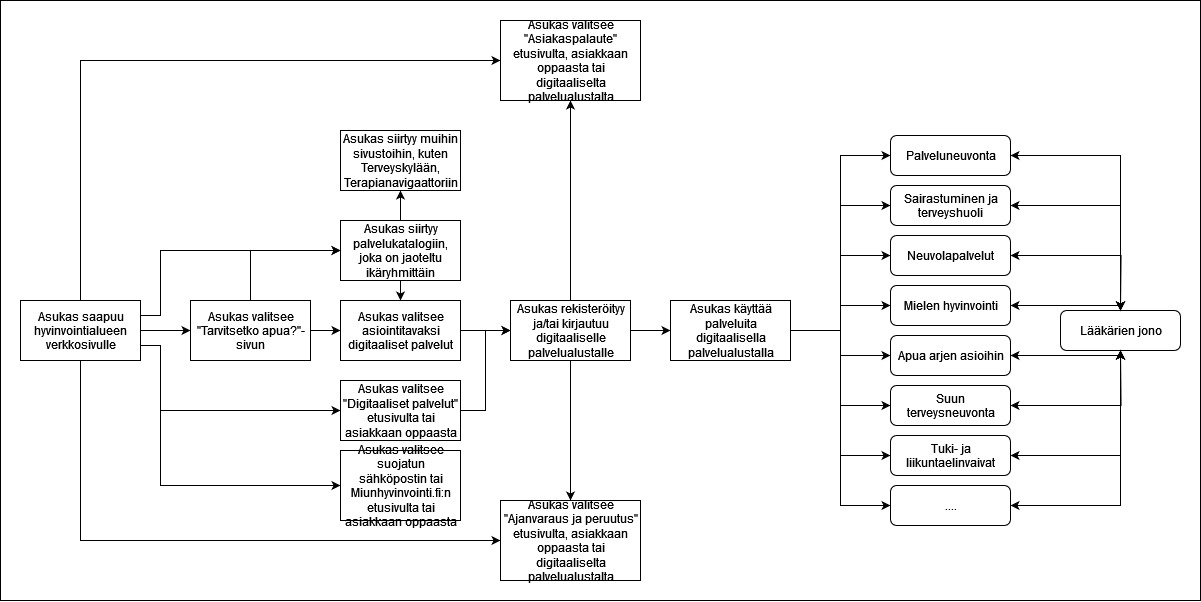 Asukas valitsee
"Asiakaspalaute"
etusivulta, asiakkaan
oppaasta tai
digitaaliselta
palvelualustalta
Asukas siirtyy muihin
sivustoihin, kuten
Terveyskylään,
Terapianavigaattoriin
Asukas siirtyy
palvelukatalogiin,
joka on jaoteltu
ikäryhmittäin
Asukas saapuu
hyvinvointialueen
verkkosivulle
Asukas valitsee
"Tarvitsetko apua?"-
sivun
Asukas valitsee
asiointitavaksi
digitaaliset palvelut
Asukas valitsee
"Digitaaliset palvelut"
etusivulta tai
asiakkaan oppaasta
Asukas valitsee
suojatun
sähköpostin tai
Miunhyvinvointi.fi:n
etusivulta tai
asiakkaan oppaasta
Asukas valitsee
"Ajanvaraus ja peruutus"
etusivulta, asiakkaan
oppaasta tai
digitaaliselta
palvelualustalta
Asukas rekisteröityy
ja/tai kirjautuu
digitaaliselle
palvelualustalle
Asukas käyttää
palveluita
digitaalisella
palvelualustalla
Palveluneuvonta
Sairastuminen ja
terveyshuoli
Neuvolapalvelut
Mielen hyvinvointi
Apua arjen asioihin
Suun
terveysneuvonta
Tuki- ja
liikuntaelinvaivat
....
Lääkärien jono